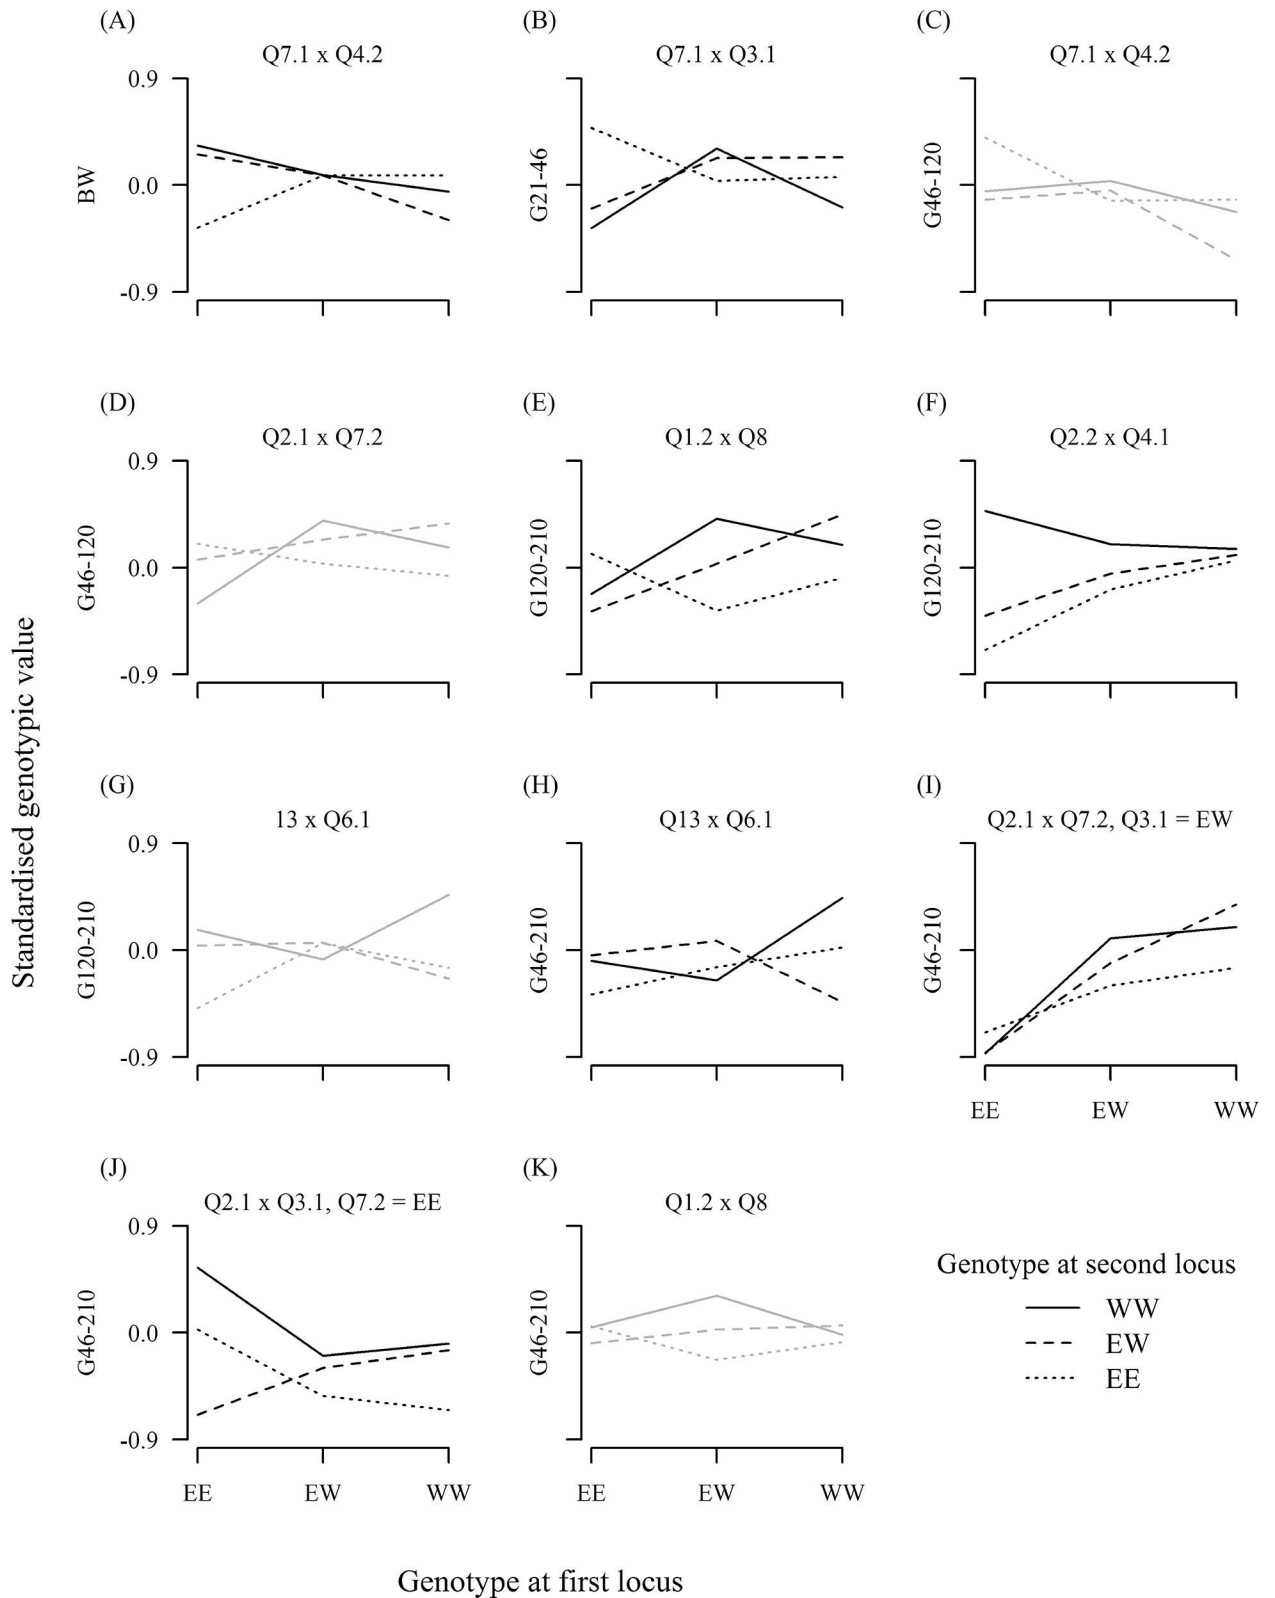 (A)
Q7.1 x Q4.2
BW
0.9
0.0
-0.9
(B)
Q7.1 x Q3.1
G21-46
(C)
Q7.1 x Q4.2
G46-120
(D)
Q2.1 x Q7.2
G46-120
0.9
0.0
-0.9
(E)
Q1.2 x Q8
G120-210
(F)
Q2.2 x Q4.1
G120-210
Standardised genotypic value
(G)
13 x Q6.1
G120-210
0.9
0.0
-0.9
(H)
Q13 x Q6.1
G46-210
(I)
Q2.1 x Q7.2, Q3.1 = EW
G46-210
EE EW WW
(J)
Q2.1 x Q3.1, Q7.2 = EE
G46-210
0.9
0.0
-0.9
EE EW WW
(K)
Q1.2 x Q8
G46-210
EE EW WW
Genotype at second locus
WW
EW
EE
Genotype at first locus